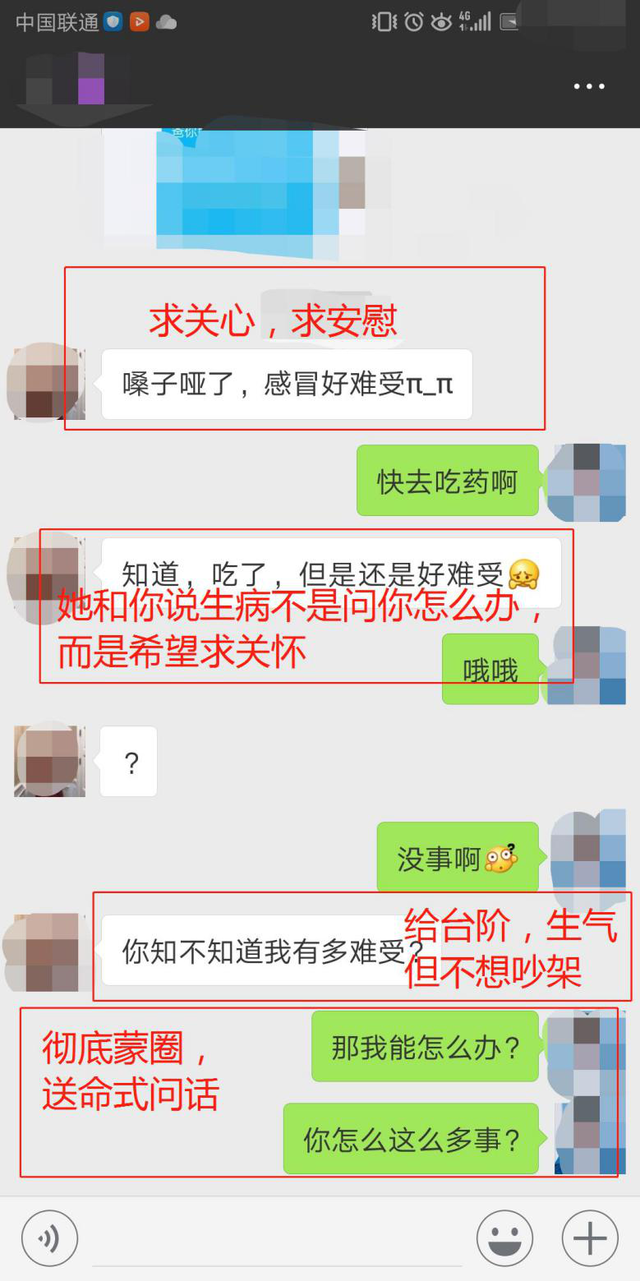 中国联通
4G
求关心，求安慰
嗓子哑了，感冒好难受π_π
快去吃药啊
知道，吃了，但是还是好难受
她和你说生病不是问你怎么办，
而是希望求关怀
哦哦
?
没事啊
给台阶，生气
但不想吵架
你知不知道我有多难受?
彻底蒙圈，
送命式问话
那我能怎么办?
你怎么这么多事?